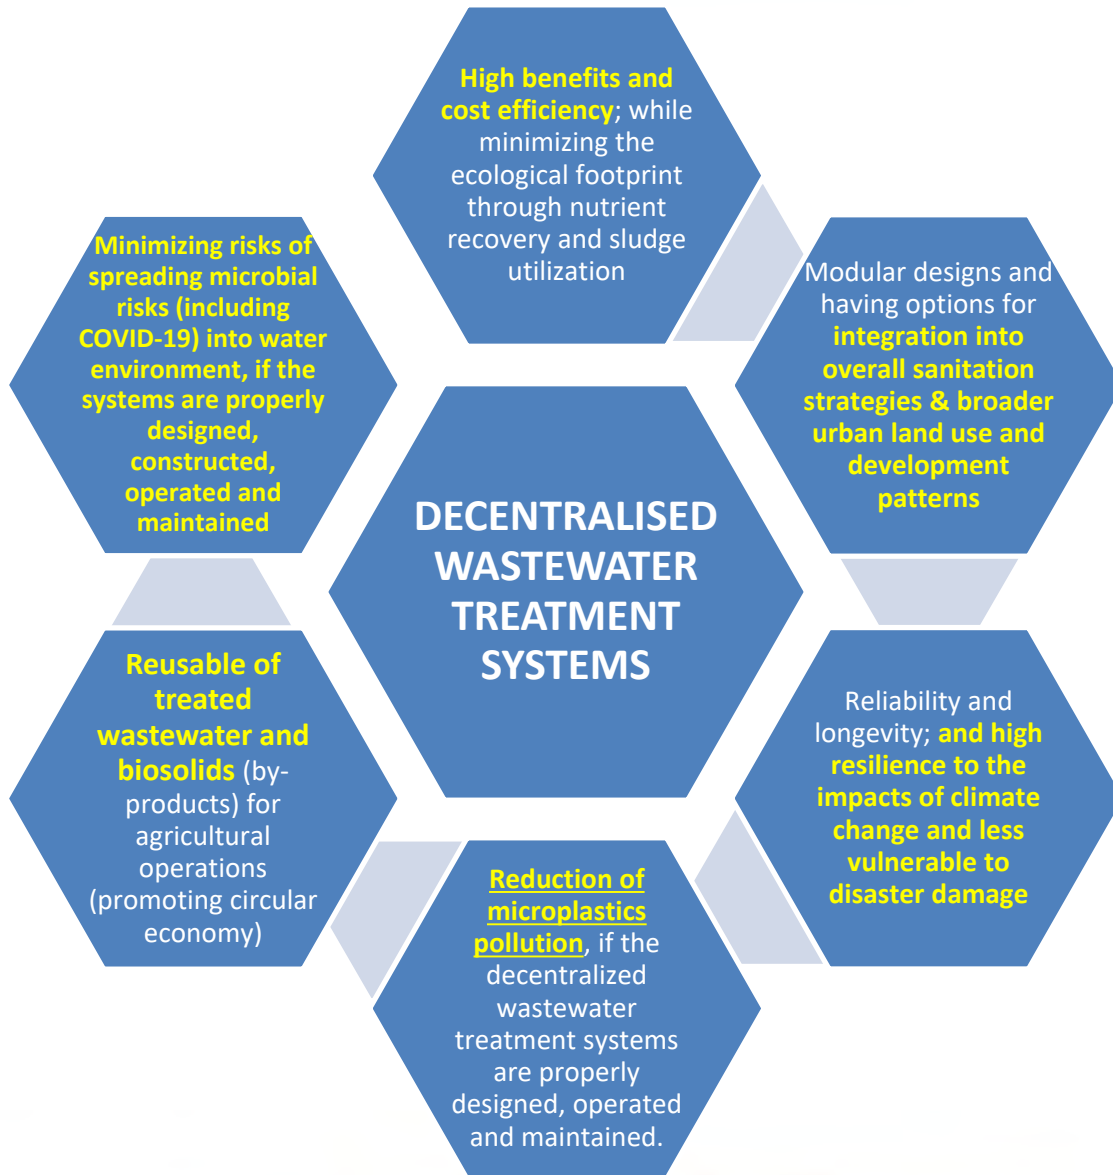 High benefits and
cost efficiency; while
minimizing the
ecological footprint
through nutrient
recovery and sludge
utilization
Modular designs and
having options for
integration into
overall sanitation
strategies & broader
urban land use and
development
patterns
Reliability and
longevity; and high
resilience to the
impacts of climate
change and less
vulnerable to
disaster damage
Reduction of
microplastics
pollution, if the
decentralized
wastewater
treatment systems
are properly
designed, operated
and maintained.
Reusable of
treated
wastewater and
biosolids (by-
products) for
agricultural
operations
(promoting circular
economy)
Minimizing risks of
spreading microbial
risks (including
COVID-19) into water
environment, if the
systems are properly
designed,
constructed,
operated and
maintained
DECENTRALISED
WASTEWATER
TREATMENT
SYSTEMS